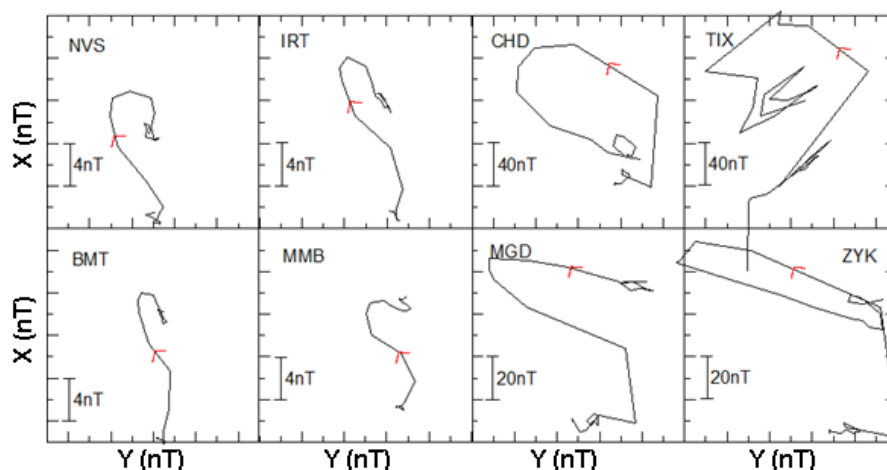 NVS
IRT
CHD
TIX
X (nT)
4nT
4nT
40nT
40nT
BMT
MMB
MGD
ZYK
X (nT)
4nT
4nT
20nT
20nT
Y (nT)
Y (nT)
Y (nT)
Y (nT)